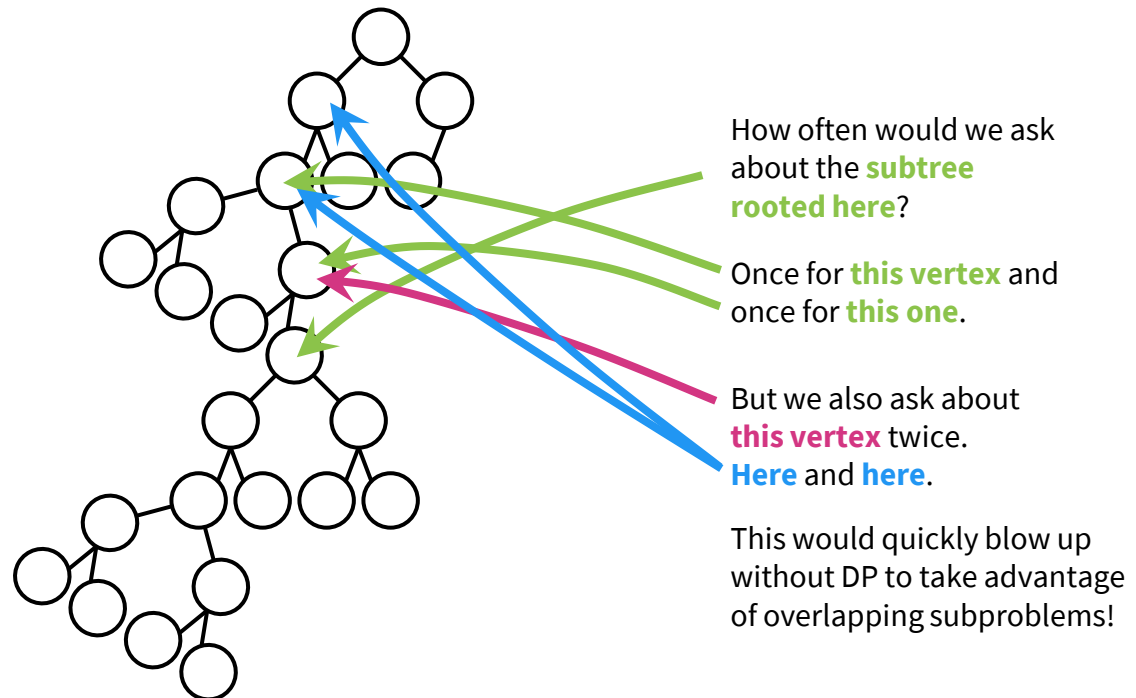 How often would we ask
about the subtree
rooted here?
Once for this vertex and
once for this one.
But we also ask about
this vertex twice.
Here and here.
This would quickly blow up
without DP to take advantage
of overlapping subproblems!